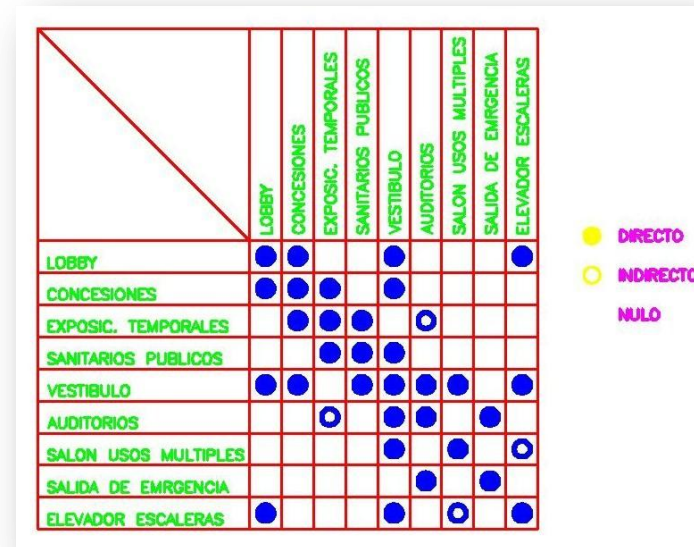 LOBBY
CONCESIONES
EXPOSIC. TEMPORALES
SANITARIOS PUBLICOS
VESTIBULO
AUDITORIOS
SALON USOS MULTIPLES
SALIDA DE EMRGENCIA
ELEVADOR ESCALERAS
LOBBY
CONCESIONES
EXPOSIC. TEMPORALES
SANITARIOS PUBLICOS
VESTIBULO
AUDITORIOS
SALON USOS MULTIPLES
SALIDA DE EMRGENCIA
ELEVADOR ESCALERAS
DIRECTO
INDIRECTO
NULO